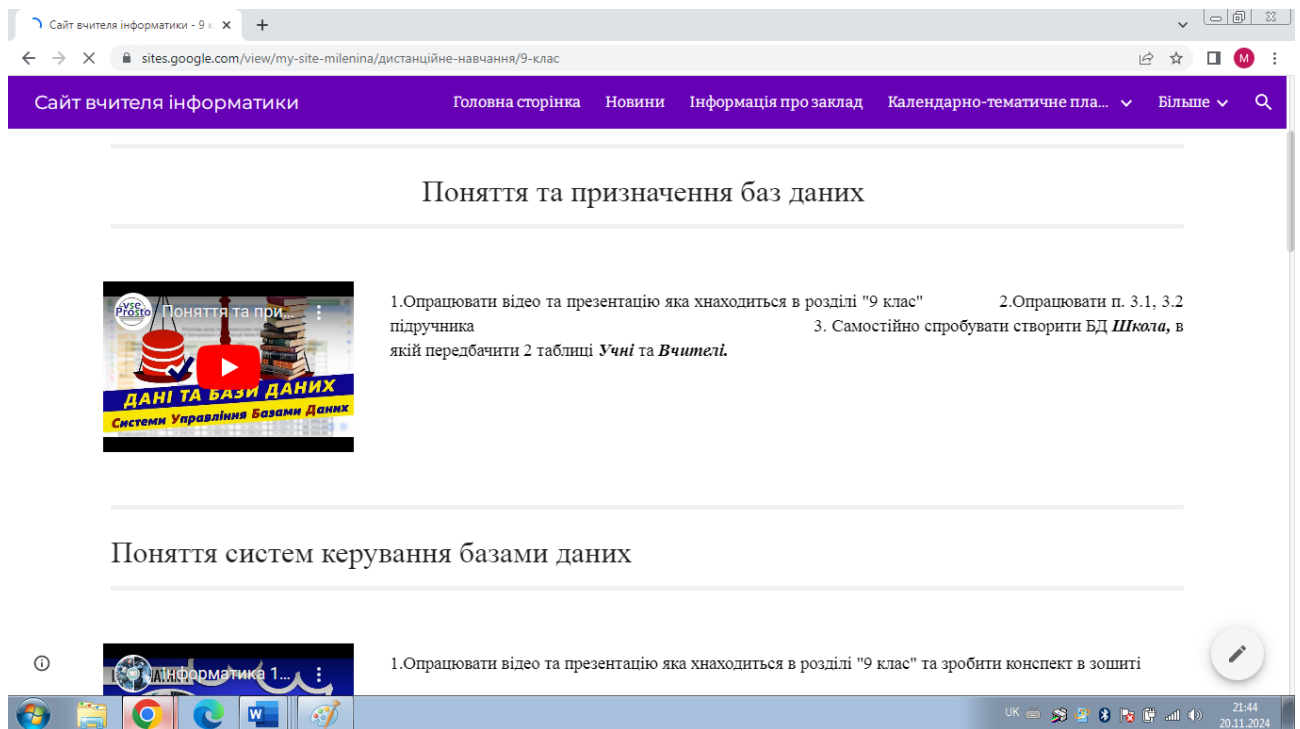 Сайт вчителя інформатики - 9 к
sites.google.com/view/my-site-milenina/дистанційне-навчання/9-клас
M
Сайт вчителя інформатики Головна сторінка Новини Інформація про заклад Календарно-тематичне пла... Більше
Поняття та призначення баз даних
1.Опрацювати відео та презентацію яка хнаходиться в розділі "9 клас" 2.Опрацювати п. 3.1, 3.2
підручника 3. Самостійно спробувати створити БД Школа, в
якій передбачити 2 таблиці Учні та Вчителі.
vse Prosto
Поняття та при...
ДАНІ ТА БАЗИ ДАНИХ
Системи Управління Базами Даних
Поняття систем керування базами даних
Інформатика 1...
1.Опрацювати відео та презентацію яка хнаходиться в розділі "9 клас" та зробити конспект в зошиті
UK
21:44
20.11.2024